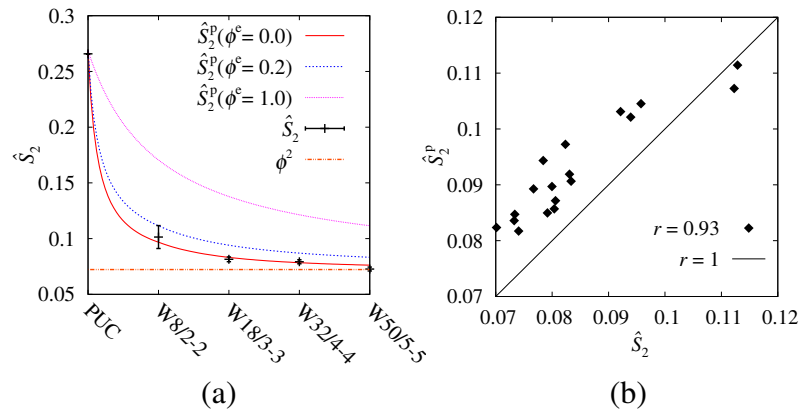 0.3
0.25
0.2
0.15
0.1
0.05
Ŝ₂
PUC
W8/2-2
W18/3-3
W32/4-4
W50/5-5
Ŝ₂ᵖ(ϕᵉ= 0.0)
Ŝ₂ᵖ(ϕᵉ= 0.2)
Ŝ₂ᵖ(ϕᵉ= 1.0)
Ŝ₂
ϕ²
(a)
0.12
0.11
0.1
0.09
0.08
0.07
Ŝ₂ᵖ
r = 0.93
r = 1
0.07 0.08 0.09 0.1 0.11 0.12
Ŝ₂
(b)